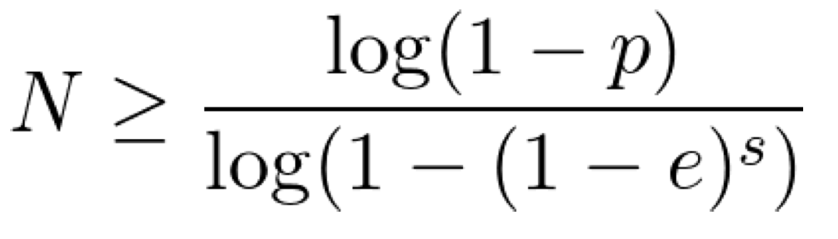 N ≥ log(1 − p) / log(1 − (1 − e)^s)